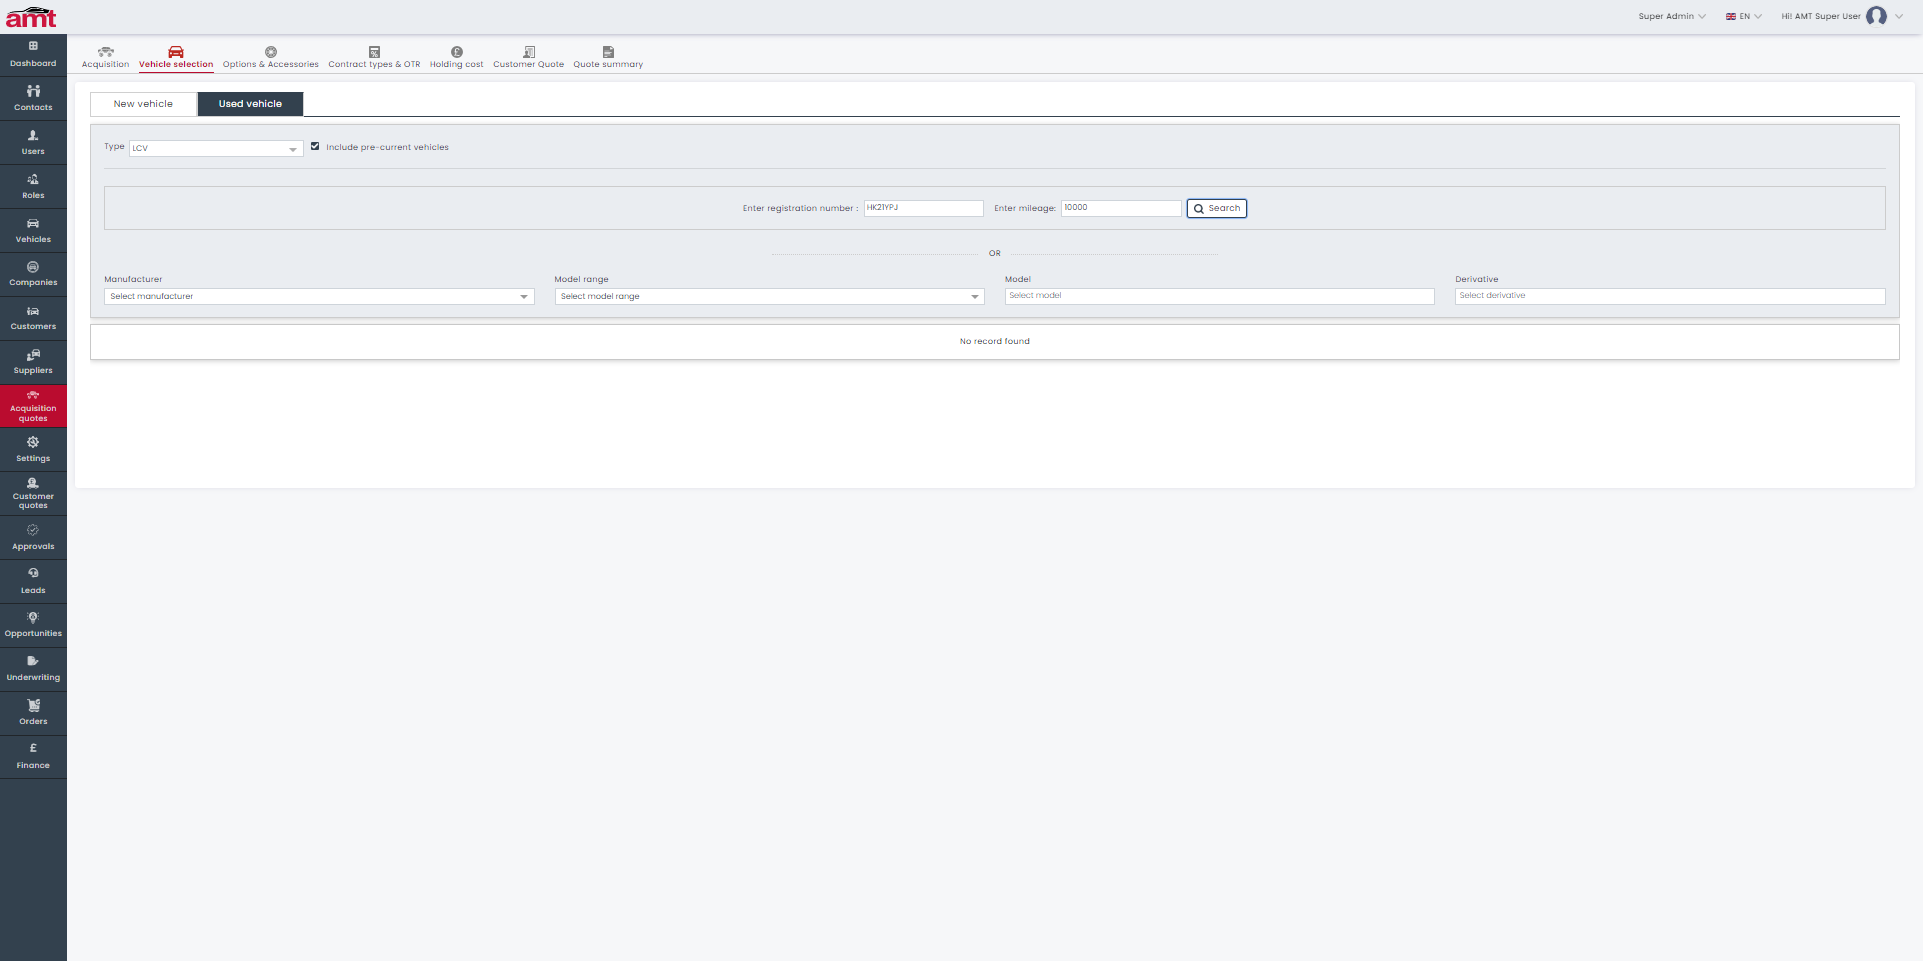 amt
Super Admin
EN
Hi! AMT Super User
Dashboard
Contacts
Users
Roles
Vehicles
Companies
Customers
Suppliers
Acquisition
quotes
Settings
Customer
quotes
Approvals
Leads
Opportunities
Underwriting
Orders
£
Finance
Acquisition
Vehicle selection
Options & Accessories
Contract types & OTR
Holding cost
Customer Quote
Quote summary
New vehicle
Used vehicle
Type
LCV
Include pre-current vehicles
Enter registration number :
HK21YPJ
Enter mileage:
10000
Search
OR
Manufacturer
Model range
Model
Derivative
Select manufacturer
Select model range
Select model
Select derivative
No record found